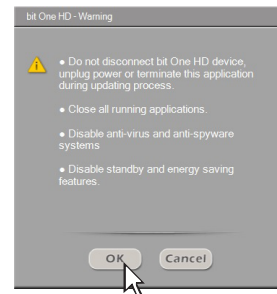 bit One HD - Warning
● Do not disconnect bit One HD device,
unplug power or terminate this application
during updating process.
● Close all running applications.
● Disable anti-virus and anti-spyware
systems
● Disable standby and energy saving
features.
OK
Cancel